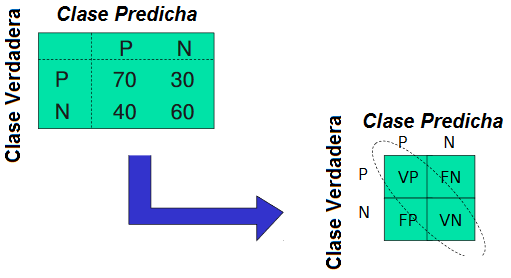 Clase Predicha
Clase Verdadera
P N
P 70 30
N 40 60
Clase Predicha
Clase Verdadera
P N
P VP FN
N FP VN